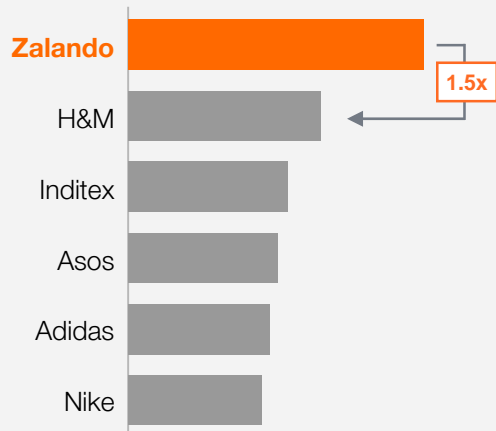 Zalando
1.5x
H&M
Inditex
Asos
Adidas
Nike